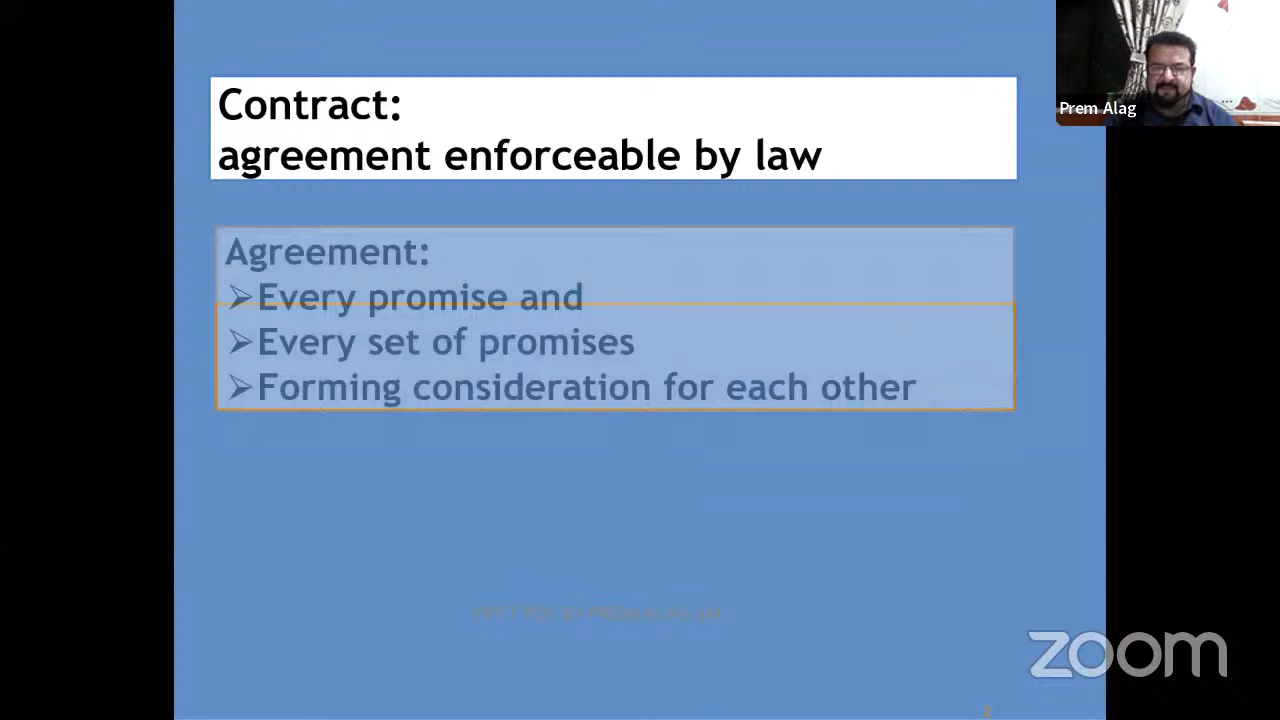 Contract:
agreement enforceable by law
Agreement:
➢Every promise and
➢Every set of promises
➢Forming consideration for each other
Prem Alag
zoom